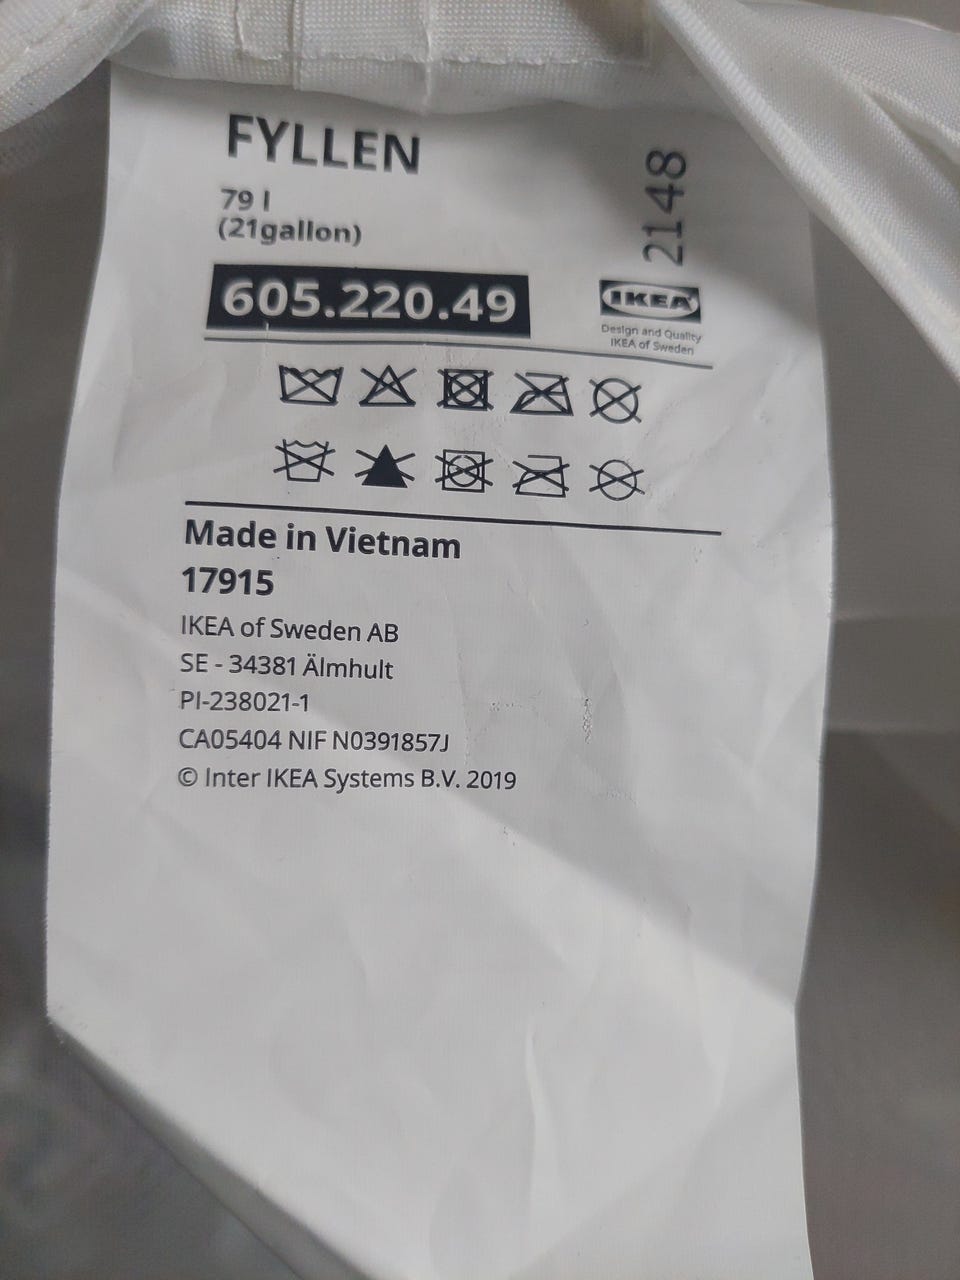 FYLLEN
79 l
(21gallon)
2148
605.220.49
IKEA
Design and Quality
IKEA of Sweden
Made in Vietnam
17915
IKEA of Sweden AB
SE - 34381 Älmhult
PI-238021-1
CA05404 NIF N0391857J
© Inter IKEA Systems B.V. 2019